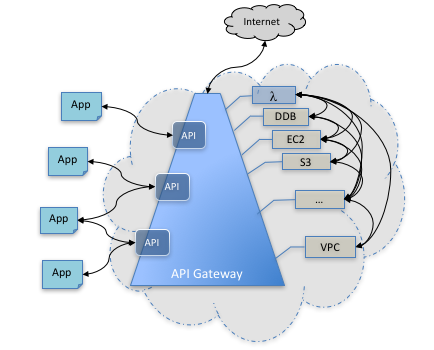 Internet
App
λ
DDB
API
EC2
App
S3
API
...
App
API
VPC
App
API Gateway